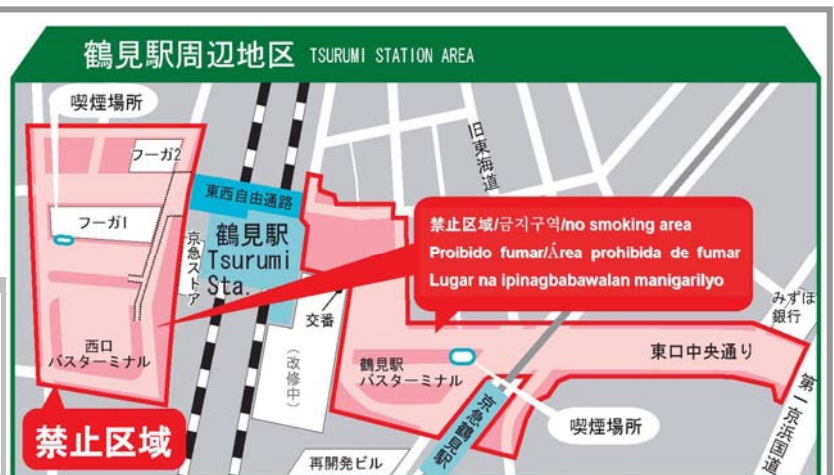 鶴見駅周辺地区 TSURUMI STATION AREA
喫煙場所
フーガ2
フーガ1
西口
バスターミナル
禁止区域
東西自由通路
京急ストア
鶴見駅
Tsurumi
Sta.
交番
(改修中)
旧東海道
禁止区域/금지구역/no smoking area
Proibido fumar/Área prohibida de fumar
Lugar na ipinagbabawalan manigarilyo
鶴見駅
バスターミナル
京急鶴見駅
再開発ビル
喫煙場所
東口中央通り
みずほ
銀行
第一京浜国道